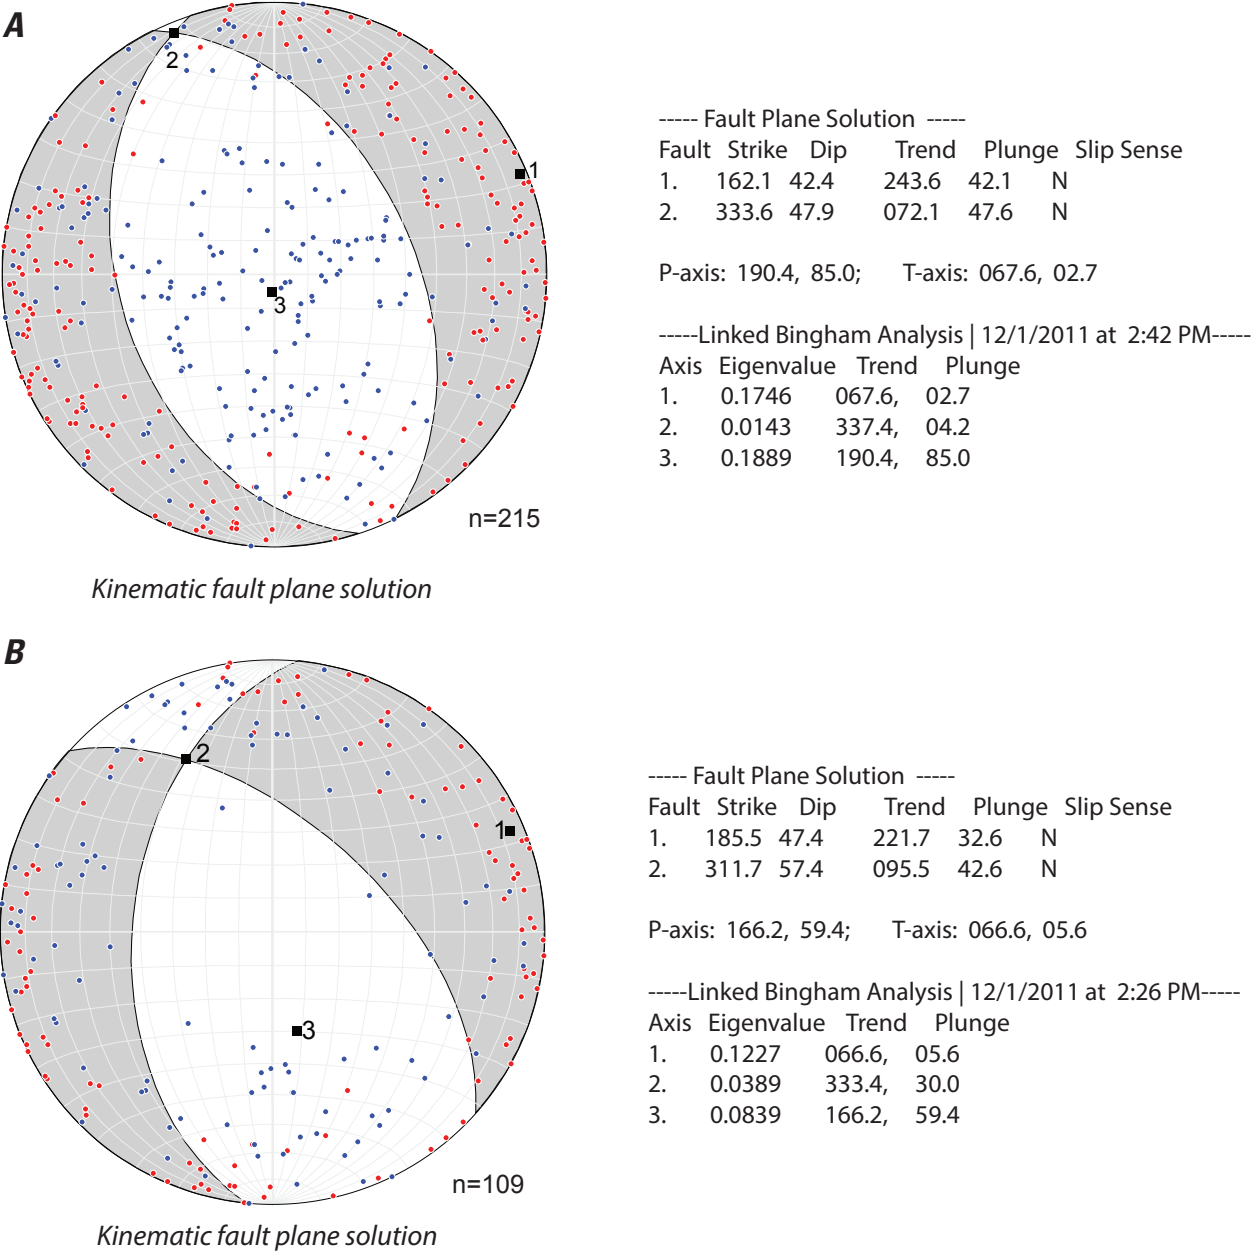 A
2
1
3
n=215
Kinematic fault plane solution
----- Fault Plane Solution -----
Fault Strike Dip Trend Plunge Slip Sense
1. 162.1 42.4 243.6 42.1 N
2. 333.6 47.9 072.1 47.6 N
P-axis: 190.4, 85.0; T-axis: 067.6, 02.7
-----Linked Bingham Analysis | 12/1/2011 at 2:42 PM-----
Axis Eigenvalue Trend Plunge
1. 0.1746 067.6, 02.7
2. 0.0143 337.4, 04.2
3. 0.1889 190.4, 85.0
B
2
1
3
n=109
Kinematic fault plane solution
----- Fault Plane Solution -----
Fault Strike Dip Trend Plunge Slip Sense
1. 185.5 47.4 221.7 32.6 N
2. 311.7 57.4 095.5 42.6 N
P-axis: 166.2, 59.4; T-axis: 066.6, 05.6
-----Linked Bingham Analysis | 12/1/2011 at 2:26 PM-----
Axis Eigenvalue Trend Plunge
1. 0.1227 066.6, 05.6
2. 0.0389 333.4, 30.0
3. 0.0839 166.2, 59.4